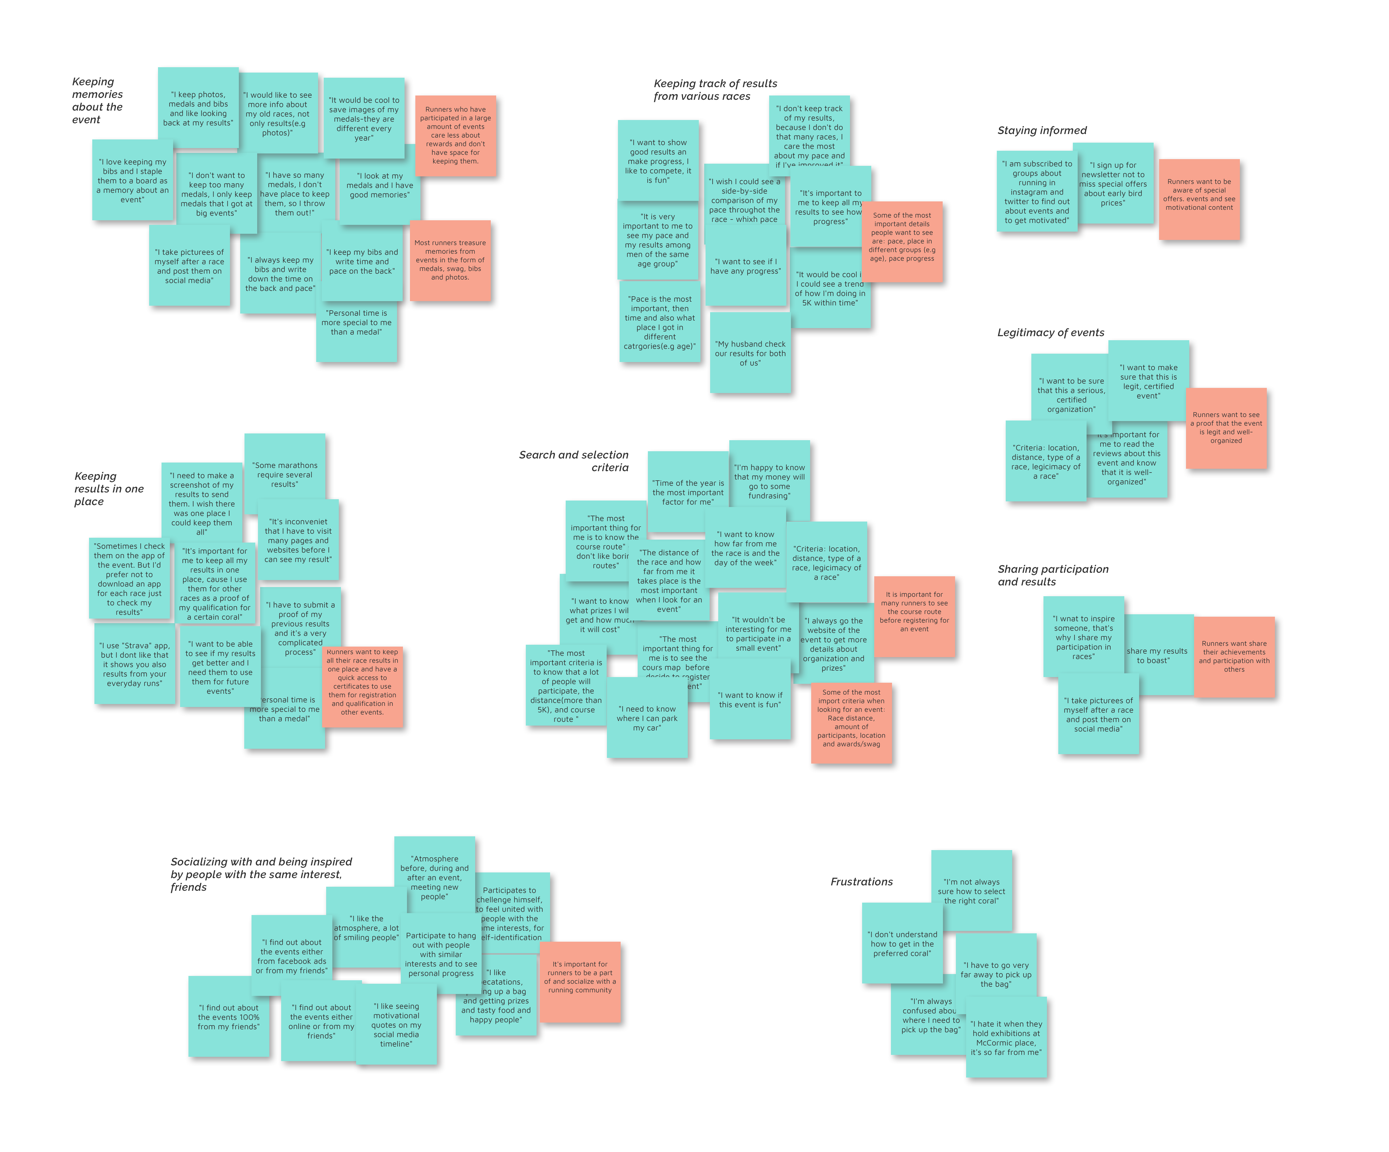 Keeping
memories
about the
event
"I keep photos,
medals and bibs
and like looking
back at my results"
"I would like to see
more info about
my old races, not
only results(e.g
photos)"
"It would be cool to
save images of my
medals-they are
different every
year"
Runners who have
participated in a large
amount of events
care less about
rewards and don't
have space for
keeping them.
"I love keeping my
bibs and I staple
them to a board as
a memory about an
event"
"I don't want to
keep too many
medals, I only keep
medals that I got at
big events"
"I have so many
medals, I don't
have place to keep
them, so I throw
them out!"
"I look at my
medals and I have
good memories"
"I take pictures of
myself after a race
and post them on
social media"
"I always keep my
bibs and write
down the time on
the back and pace"
"I keep my bibs and
write time and
pace on the back"
Most runners treasure
memories from
events in the form of
medals, swag, bibs
and photos.
"Personal time is
more special to me
than a medal"
Keeping track of results
from various races
"I want to show
good results an
make progress, I
like to compete, it
is fun"
"I don't keep track
of my results,
because I don't do
that many races, I
care the most
about my pace and
if I've improved it"
"I wish I could see a
side-by-side
comparison of my
pace throughot the
race - whixh pace
"It's important to
me to keep all my
results to see how
progress"
"It is very
important to me to
see my pace and
my results among
men of the same
age group"
Some of the most
important details
people want to see
are: pace, place in
different groups (e.g
age), pace progress
"I want to see if I
have any progress"
"It would be cool i
I could see a trend
of how I'm doing in
5K within time"
"Pace is the most
important, then
time and also what
place I got in
different
catrgories(e.g age)"
"My husband check
our results for both
of us"
Staying informed
"I am subscribed to
groups about
running in
instagram and
twitter to find out
about events and
to get motivated"
"I sign up for
newsletter not to
miss special offers
about early bird
prices"
Runners want to be
aware of special
offers. events and see
motivational content
Legitimacy of events
"I want to be sure
that this a serious,
certified
organization"
"I want to make
sure that this is
legit, certified
event"
Runners want to see
a proof that the event
is legit and well-
organized
"Criteria: location,
distance, type of a
race, legicimacy of
a race"
"It's important for
me to read the
reviews about this
event and know
that it is well-
organized"
Keeping
results in one
place
"Some marathons
require several
results"
"I need to make a
screenshot of my
results to send
them. I wish there
was one place I
could keep them
all"
"It's inconveniet
that I have to visit
many pages and
websites before I
can see my result"
"Sometimes I check
them on the app of
the event. But I'd
prefer not to
download an app
for each race just
to check my
results"
"It's important for
me to keep all my
results in one
place, cause I use
them for other
races as a proof of
my qualification for
a certain coral"
"I have to submit a
proof of my
previous results
and it's a very
complicated
process"
"I use "Strava" app,
but I dont like that
it shows you also
results from your
everyday runs"
"I want to be able
to see if my results
get better and I
need them to use
them for future
events"
Runners want to keep
all their race results in
one place and have a
quick access to
certificates to use
them for registration
and qualification in
other events.
Personal time is
more special to me
than a medal"
Search and selection
criteria
"Time of the year is
the most important
factor for me"
"I'm happy to know
that my money will
go to some
fundrasing"
"The most
important thing for
me is to know the
course route"
don't like borin
routes"
"The distance of
the race and how
far from me it
takes place is the
most important
when I look for an
event"
"I want to know
how far from me
the race is and the
day of the week"
"Criteria: location,
distance, type of a
race, legicimacy of
a race"
It is important for
many runners to see
the course route
before registering for
an event
"I want to know
what prizes I wil
get and how much
it will cost"
"It wouldn't be
interesting for me
to participate in a
small event"
"I always go the
website of the
event to get more
details about
organization and
prizes"
"The most
important thing for
me is to see the
cours map before
decide to register
ent"
"The most
important criteria is
to know that a lot
of people will
participate, the
distance(more than
5K), and course
route "
"I need to know
where I can park
my car"
"I want to know if
this event is fun"
Some of the most
import criteria when
looking for an event:
Race distance,
amount of
participants, location
and awards/swag
Sharing participation
and results
"I wnat to inspire
someone, that's
why I share my
participation in
races"
share my results
to boast"
Runners want share
their achievements
and participation with
others
"I take pictures of
myself after a race
and post them on
social media"
Socializing with and being inspired
by people with the same interest,
friends
"Atmosphere
before, during and
after an event,
meeting new
people"
Participates to
chellenge himself,
to feel united with
people with the
me interests, for
elf-identification
"I like the
atmosphere, a lot
of smiling people"
Participate to hang
out with people
with similar
interests and to see
personal progress
"I find out about
the events either
from facebook ads
or from my friends"
It's important for
runners to be a part
of and socialize with a
running community
"I like
ecatations,
ng up a bag
and getting prizes
and tasty food and
happy people"
"I find out about
the events 100%
from my friends"
"I find out about
the events either
online or from my
friends"
"I like seeing
motivational
quotes on my
social media
timeline"
Frustrations
"I'm not always
sure how to select
the right coral"
"I don't understand
how to get in the
preferred coral"
"I have to go very
far away to pick up
the bag"
"I'm always
confused abou
where I need to
pick up the bag"
"I hate it when they
hold exhibitions at
McCormic place,
it's so far from me"